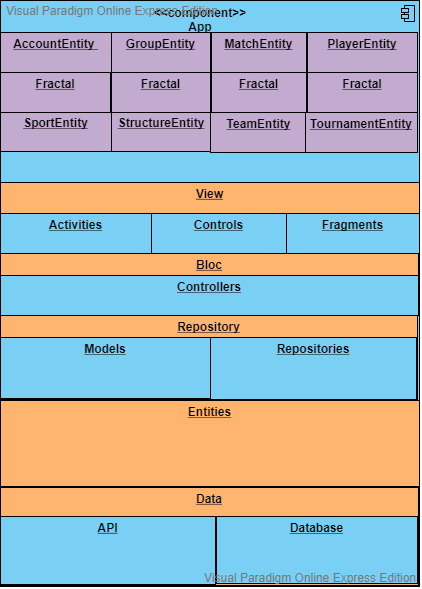 Visual Paradigm Online Express Edition
<<component>>
App
AccountEntity GroupEntity MatchEntity PlayerEntity
Fractal Fractal Fractal Fractal
SportEntity StructureEntity TeamEntity TournamentEntity
View
Activities Controls Fragments
Bloc
Controllers
Repository
Models Repositories
Entities
Data
API Database
Visual Paradigm Online Express Edition